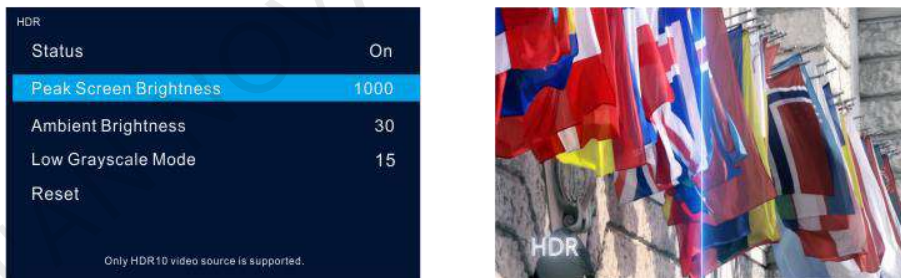 HDR
Status On
Peak Screen Brightness 1000
Ambient Brightness 30
Low Grayscale Mode 15
Reset
Only HDR10 video source is supported.
HDR